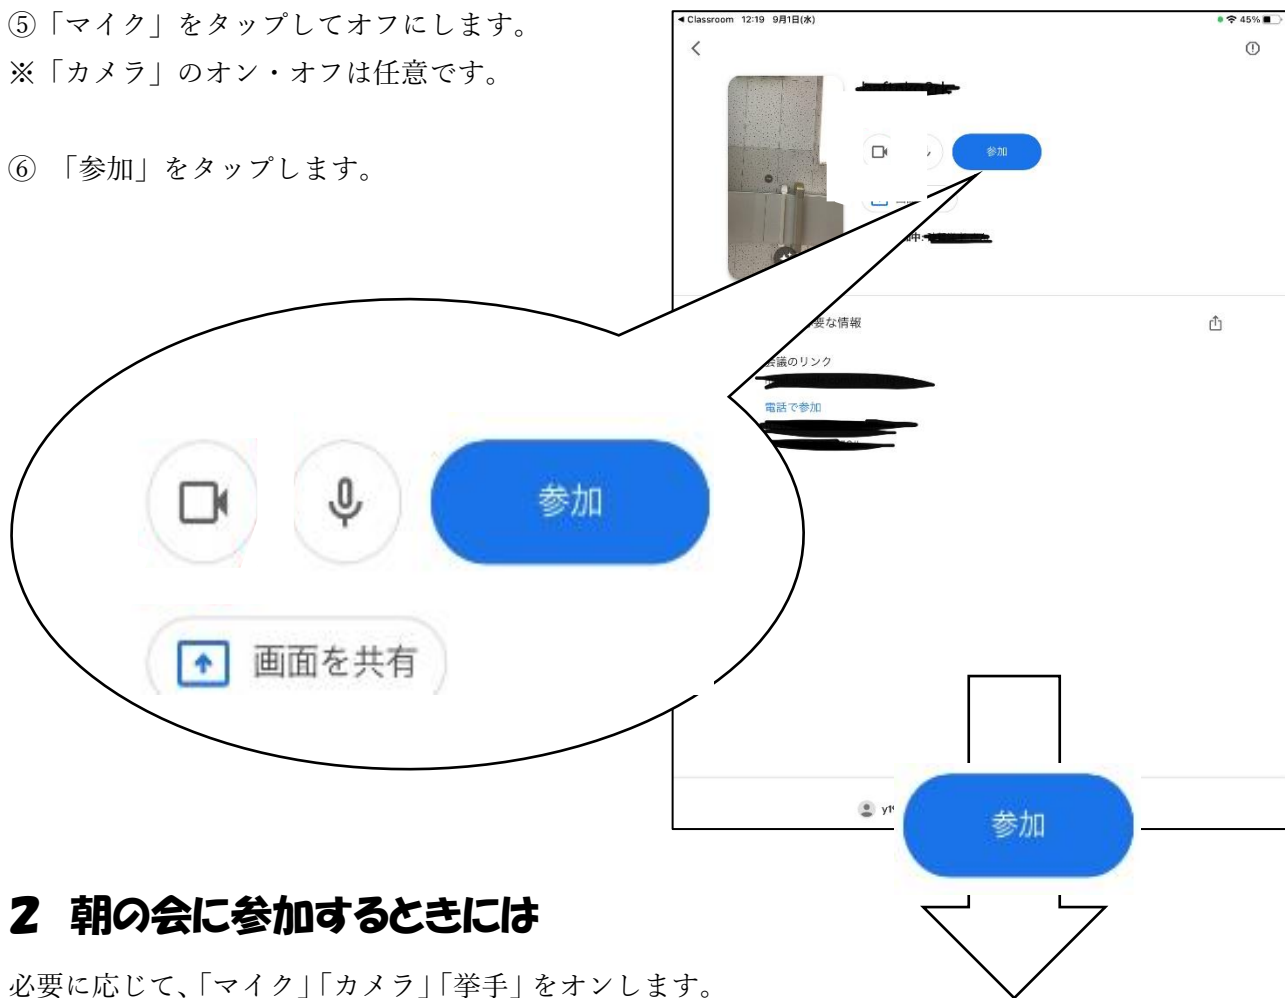 ⑤「マイク」をタップしてオフにします。
※「カメラ」のオン・オフは任意です。
⑥ 「参加」をタップします。
◀ Classroom 12:19 9月1日(水)
45%
参加
要な情報
会議のリンク
電話で参加
参加
画面を共有
参加
2 朝の会に参加するときには
必要に応じて、「マイク」「カメラ」「挙手」をオンします。